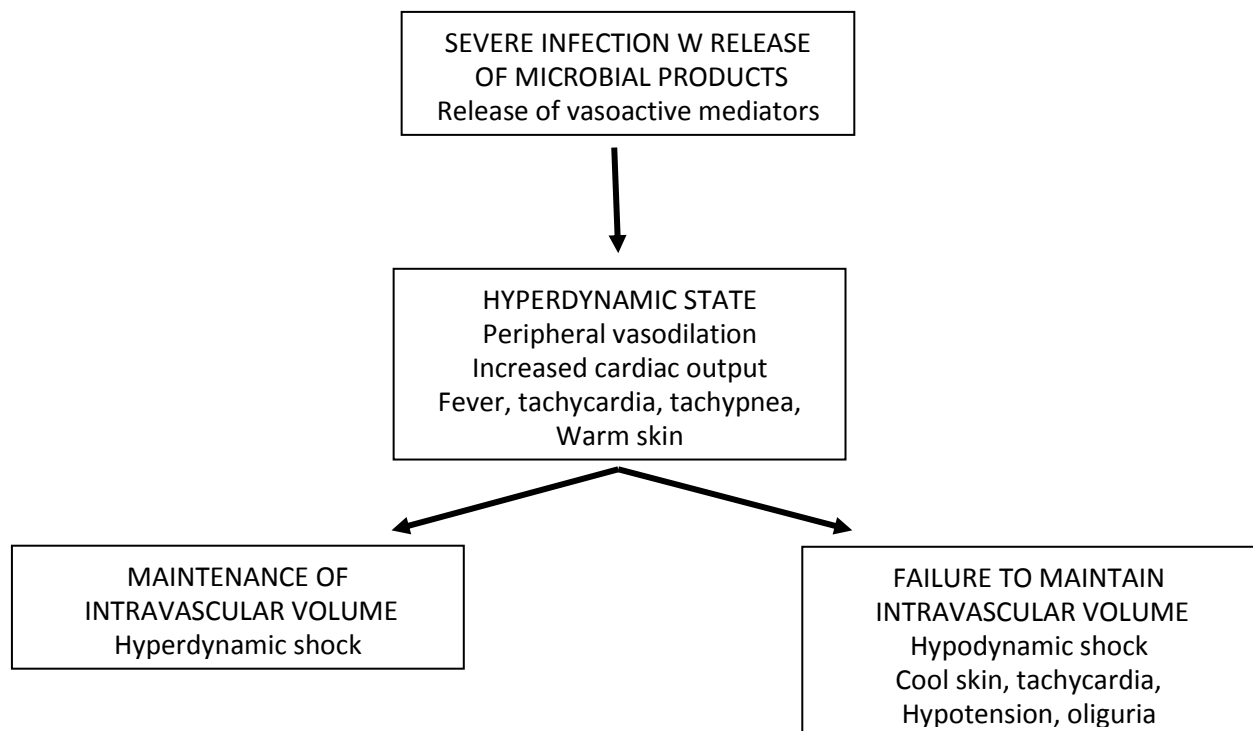 SEVERE INFECTION W RELEASE
OF MICROBIAL PRODUCTS
Release of vasoactive mediators
HYPERDYNAMIC STATE
Peripheral vasodilation
Increased cardiac output
Fever, tachycardia, tachypnea,
Warm skin
MAINTENANCE OF
INTRAVASCULAR VOLUME
Hyperdynamic shock
FAILURE TO MAINTAIN
INTRAVASCULAR VOLUME
Hypodynamic shock
Cool skin, tachycardia,
Hypotension, oliguria